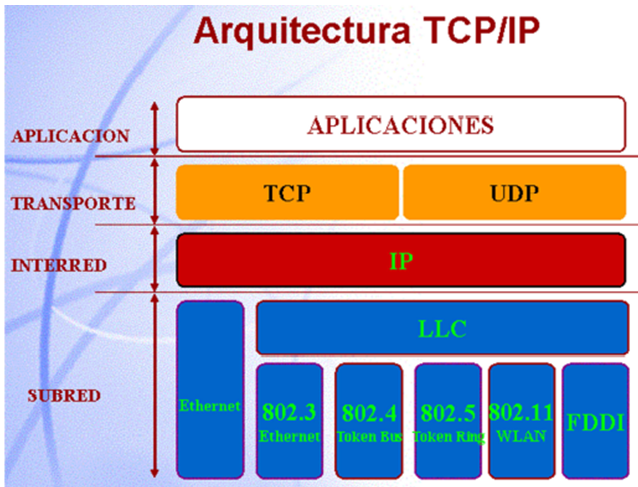 Arquitectura TCP/IP
APLICACION
APLICACIONES
TRANSPORTE
TCP
UDP
INTERRED
IP
SUBRED
Ethernet
LLC
802.3
Ethernet
802.4
Token Bus
802.5
Token Ring
802.11
WLAN
FDDI